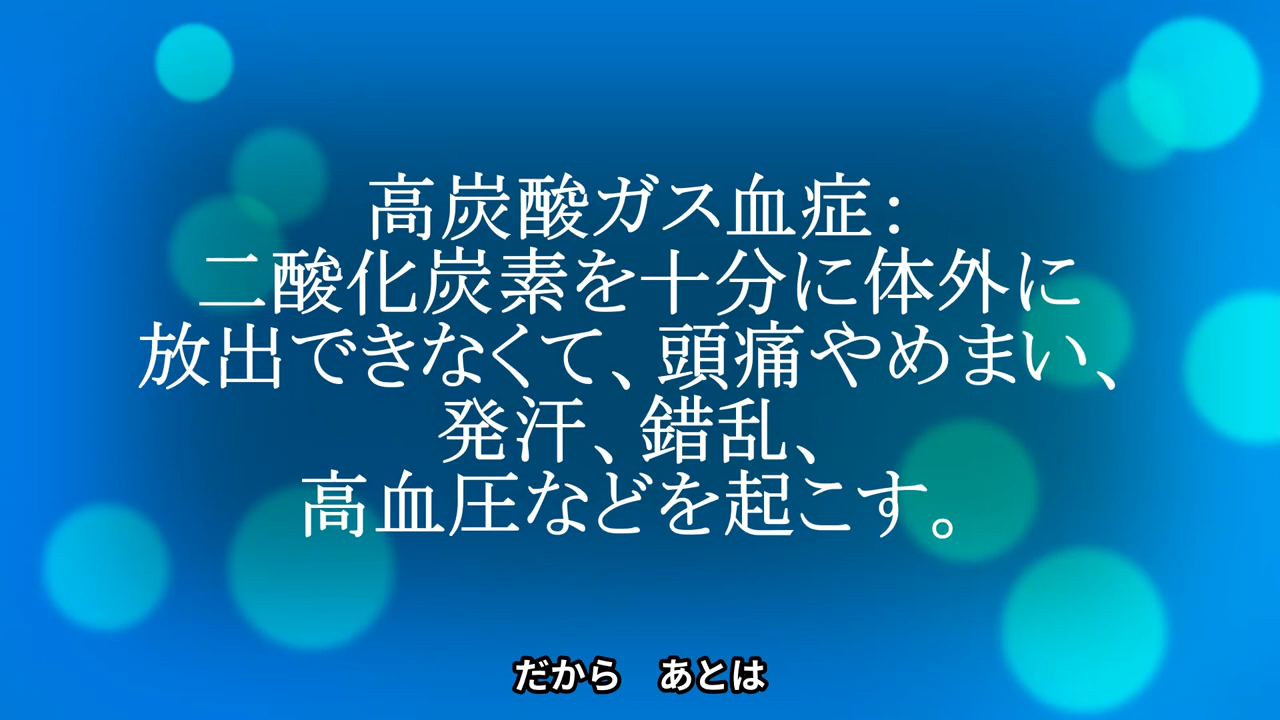 高炭酸ガス血症:
二酸化炭素を十分に体外に
放出できなくて、頭痛やめまい、
発汗、錯乱、
高血圧などを起こす。
だから　あとは